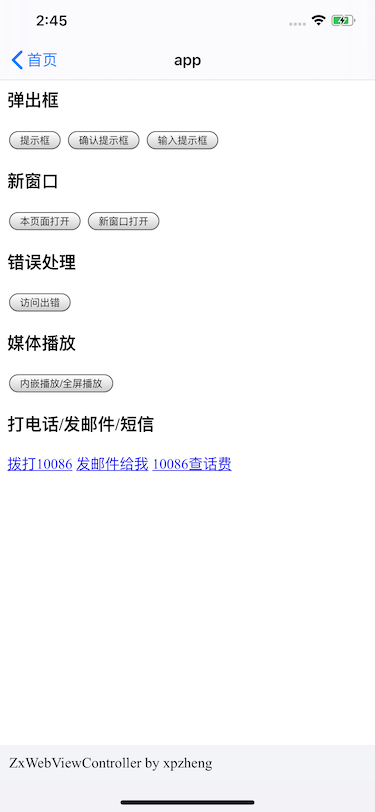 2:45
首页 app
弹出框
提示框 确认提示框 输入提示框
新窗口
本页面打开 新窗口打开
错误处理
访问出错
媒体播放
内嵌播放/全屏播放
打电话/发邮件/短信
拨打10086 发邮件给我 10086查话费
ZxWebViewController by xpzheng